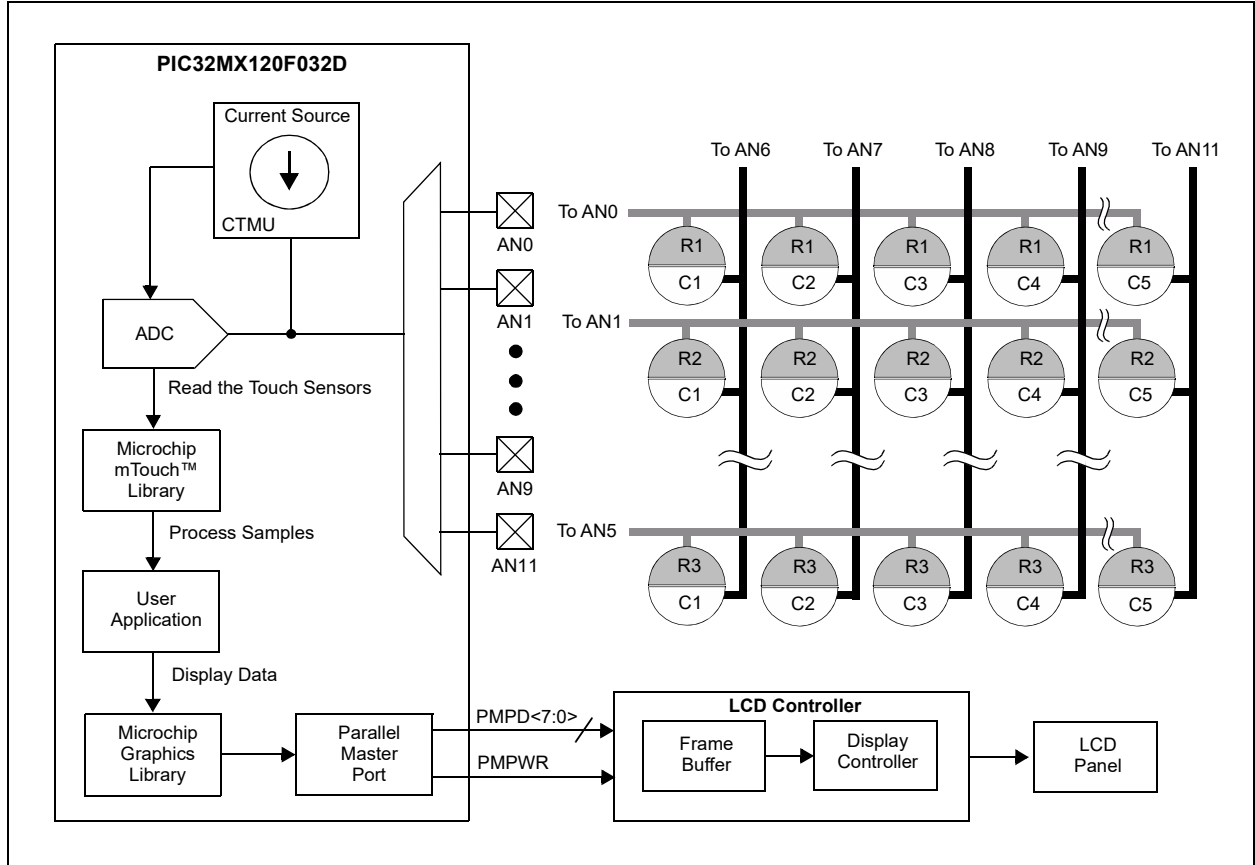 PIC32MX120F032D
Current Source
CTMU
ADC
Read the Touch Sensors
Microchip
mTouch™
Library
Process Samples
User
Application
Display Data
Microchip
Graphics
Library
Parallel
Master
Port
AN0
AN1
AN9
AN11
To AN6
To AN7
To AN8
To AN9
To AN11
To AN0
R1
R1
R1
R1
R1
C1
C2
C3
C4
C5
To AN1
R2
R2
R2
R2
R2
C1
C2
C3
C4
C5
To AN5
R3
R3
R3
R3
R3
C1
C2
C3
C4
C5
PMPD<7:0>
PMPWR
LCD Controller
Frame
Buffer
Display
Controller
LCD
Panel